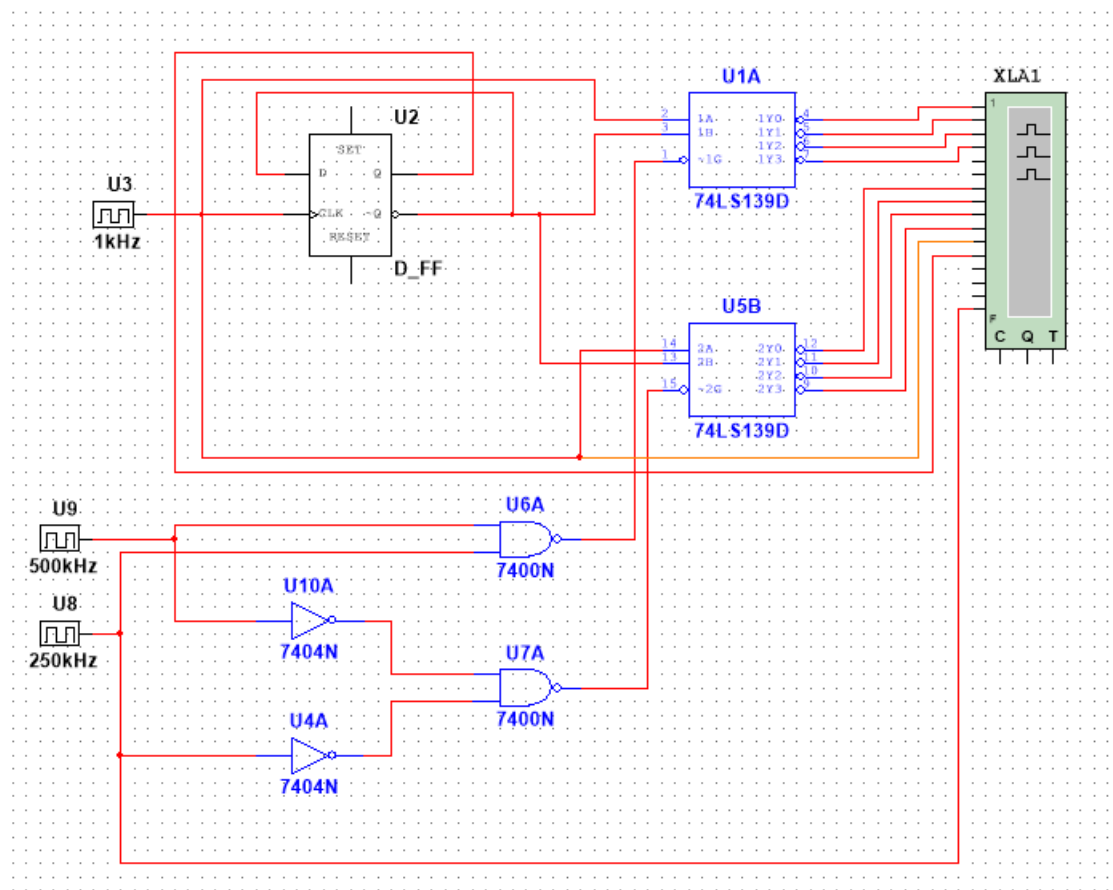 U3
1kHz
U2
SET
D Q
CLK ~Q
RESET
D_FF
U1A
2 1A 1Y0 4
3 1B 1Y1 5
1Y2 6
1 ~1G 1Y3 7
74LS139D
XLA1
1
F
C Q T
U5B
14 2A 2Y0 12
13 2B 2Y1 11
2Y2 10
15 ~2G 2Y3 9
74LS139D
U9
500kHz
U8
250kHz
U6A
7400N
U10A
7404N
U7A
7400N
U4A
7404N